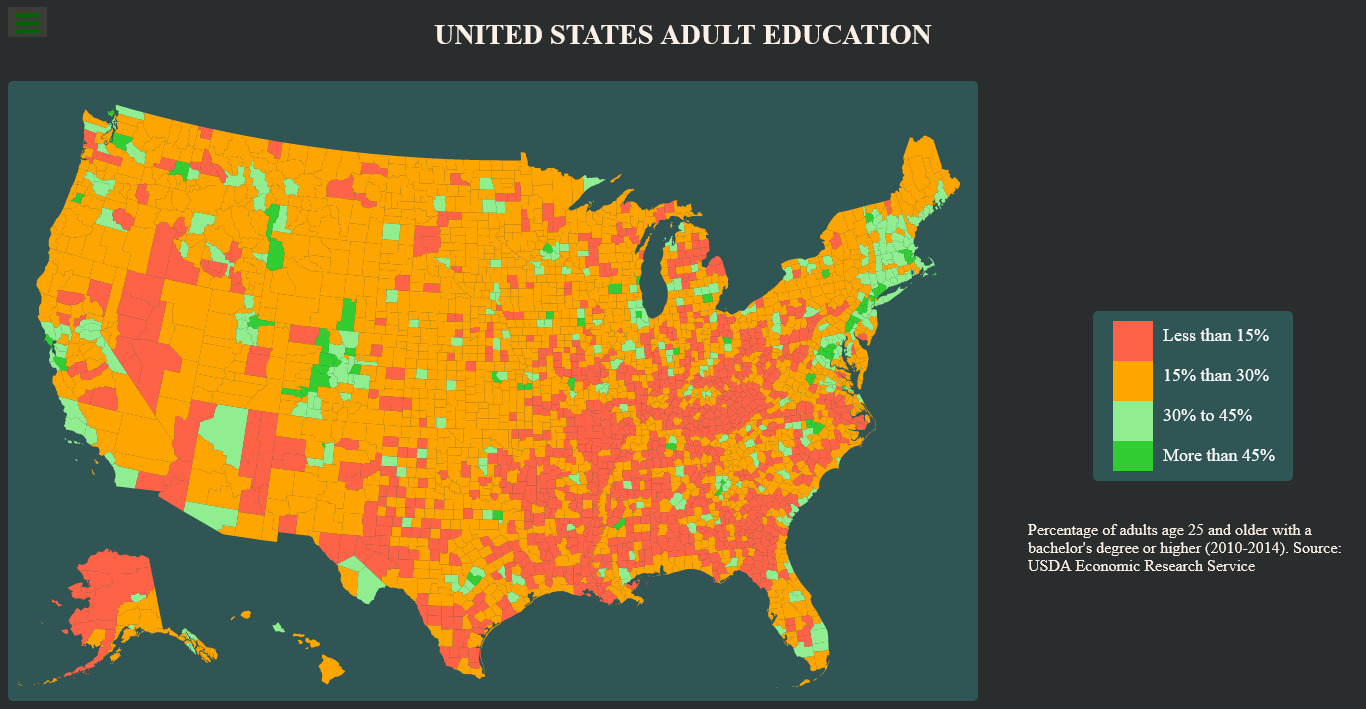 UNITED STATES ADULT EDUCATION
Less than 15%
15% than 30%
30% to 45%
More than 45%
Percentage of adults age 25 and older with a
bachelor's degree or higher (2010-2014). Source:
USDA Economic Research Service